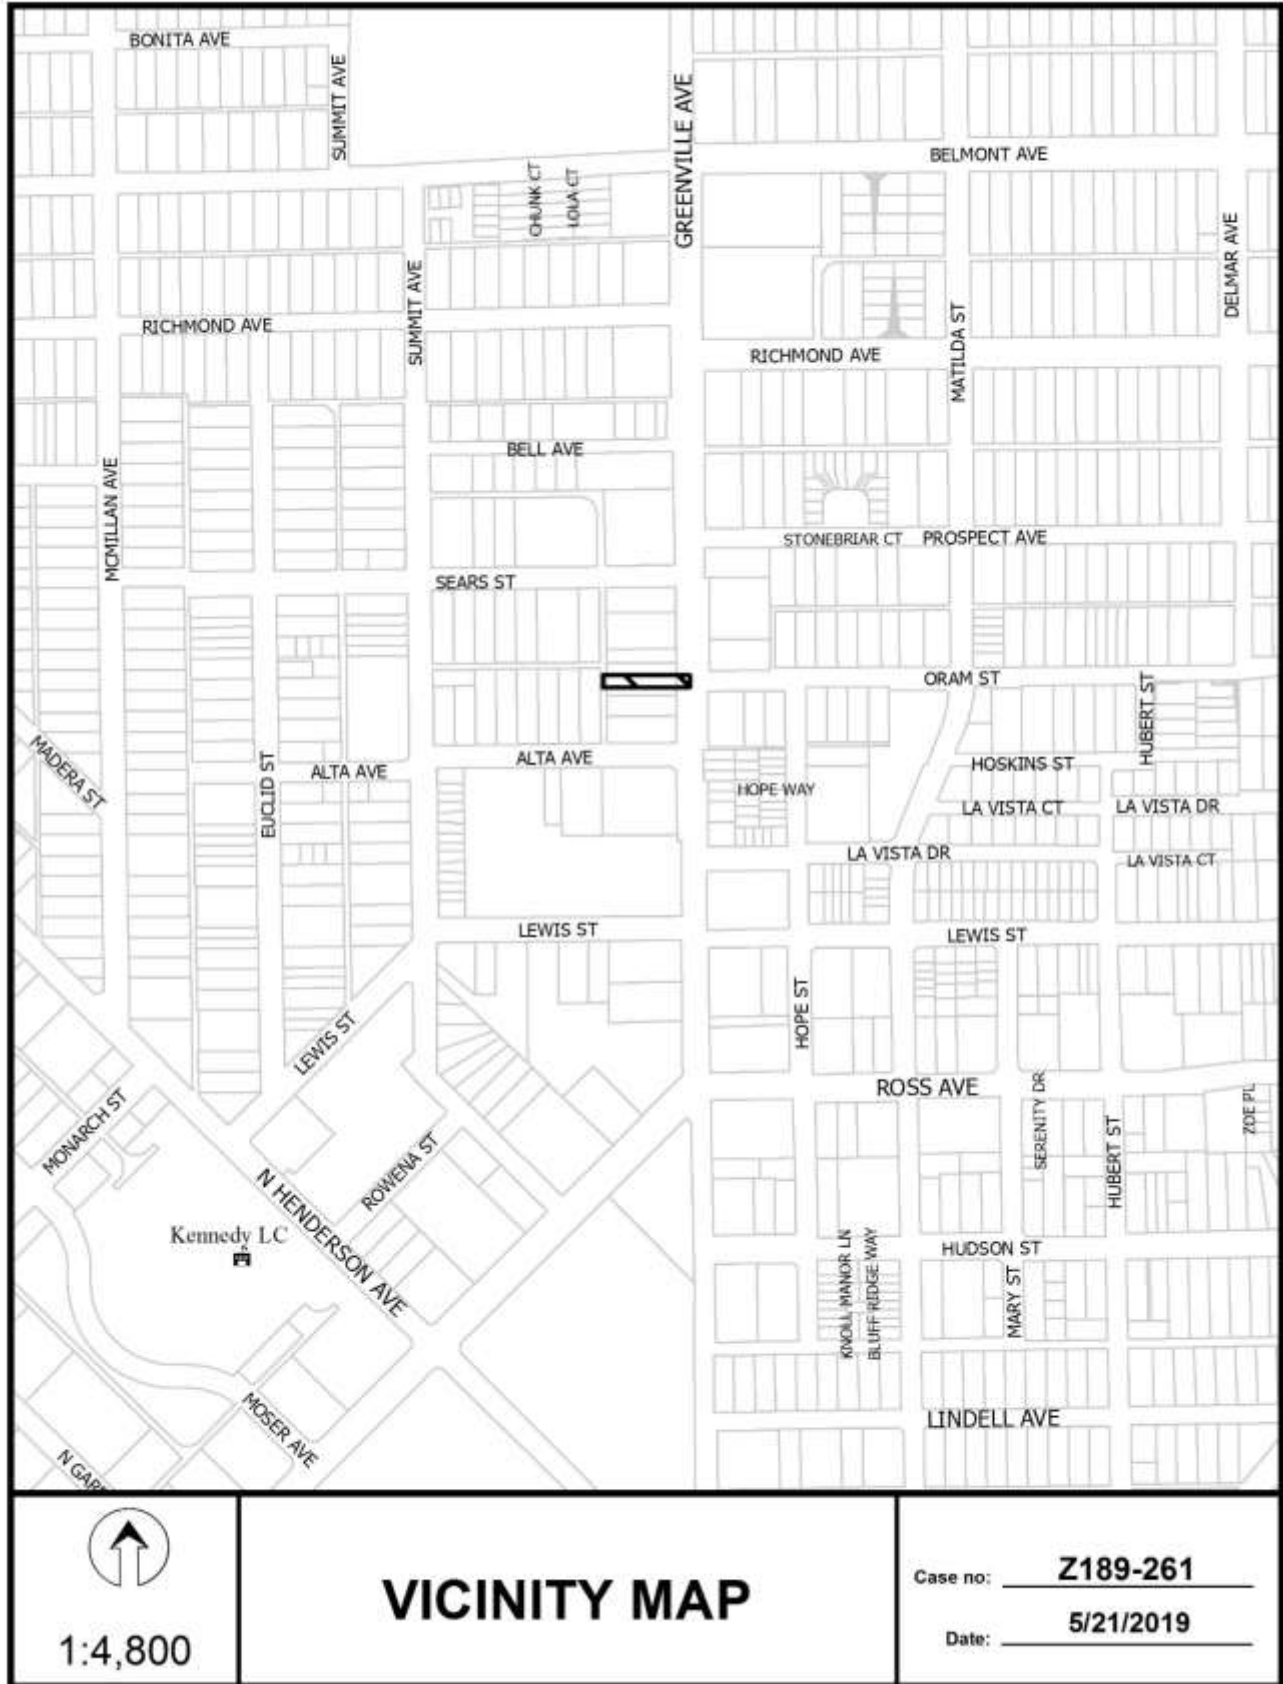 BONITA AVE
SUMMIT AVE
GREENVILLE AVE
BELMONT AVE
CHUNK CT
LOLA CT
DELMAR AVE
SUMMIT AVE
RICHMOND AVE
MATILDA ST
RICHMOND AVE
BELL AVE
MCMILLAN AVE
STONEBRIAR CT
PROSPECT AVE
SEARS ST
ORAM ST
HUBERT ST
MADERA ST
EUCLID ST
ALTA AVE
ALTA AVE
HOSKINS ST
HOPE WAY
LA VISTA CT
LA VISTA DR
LA VISTA DR
LA VISTA CT
LEWIS ST
LEWIS ST
HOPE ST
LEWIS ST
ROSS AVE
MONARCH ST
SERENITY DR
ZOE PL
HUBERT ST
ROWENA ST
N HENDERSON AVE
Kennedy LC
HUDSON ST
KNOLL MANOR LN
BLUFF RIDGE WAY
MARY ST
MOSER AVE
LINDELL AVE
1:4,800
VICINITY MAP
Case no: Z189-261
Date: 5/21/2019